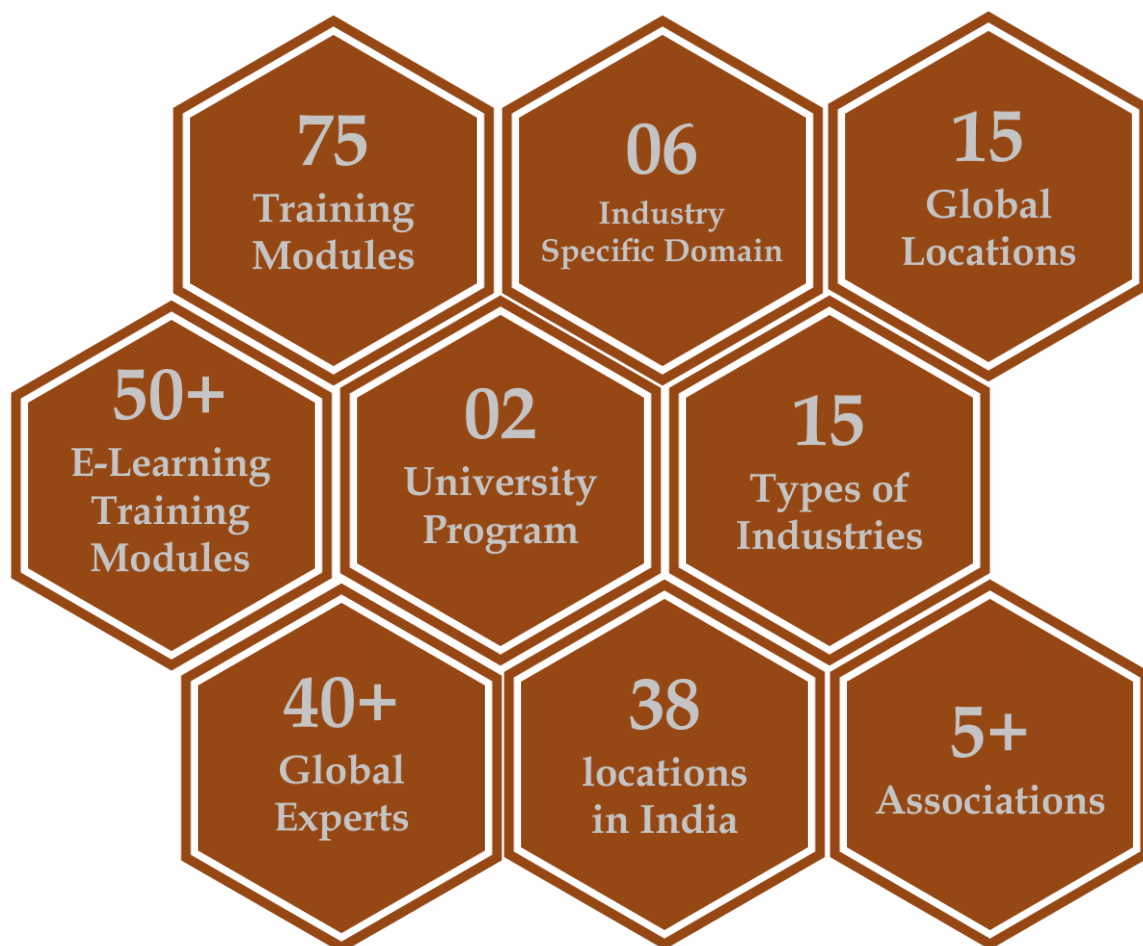 75
Training
Modules
06
Industry
Specific Domain
15
Global
Locations
50+
E-Learning
Training
Modules
02
University
Program
15
Types of
Industries
40+
Global
Experts
38
locations
in India
5+
Associations